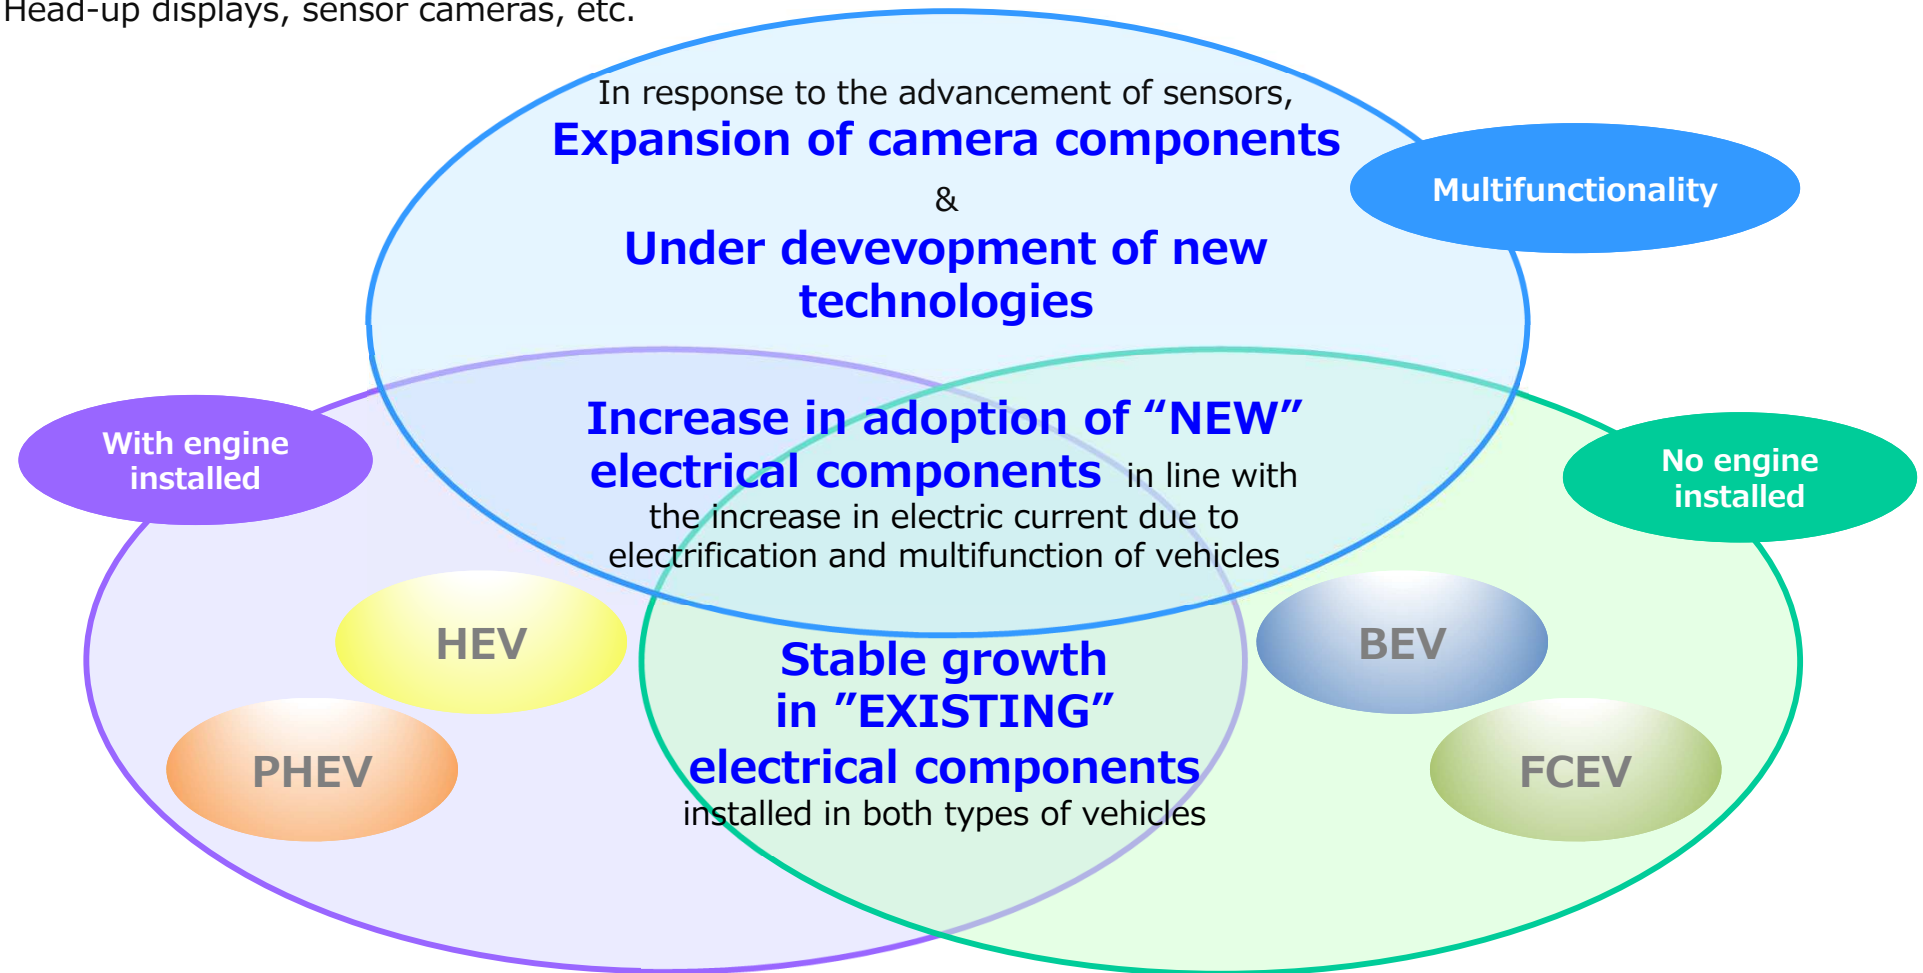 Head-up displays, sensor cameras, etc.
In response to the advancement of sensors,
Expansion of camera components
&
Under devevopment of new
technologies
Multifunctionality
Increase in adoption of “NEW”
electrical components in line with
the increase in electric current due to
electrification and multifunction of vehicles
With engine
installed
No engine
installed
HEV
PHEV
Stable growth
in ”EXISTING”
electrical components
installed in both types of vehicles
BEV
FCEV